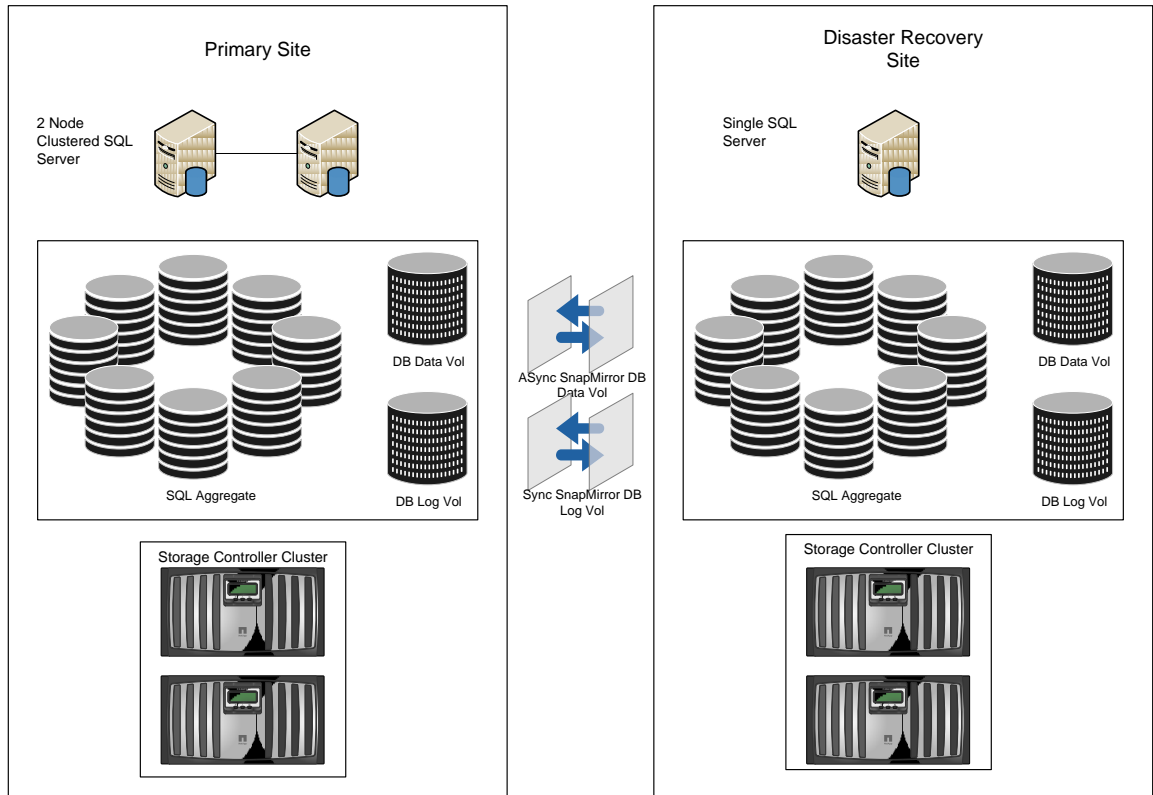 Primary Site
2 Node
Clustered SQL
Server
DB Data Vol
SQL Aggregate
DB Log Vol
Storage Controller Cluster
ASync SnapMirror DB
Data Vol
Sync SnapMirror DB
Log Vol
Disaster Recovery
Site
Single SQL
Server
DB Data Vol
SQL Aggregate
DB Log Vol
Storage Controller Cluster